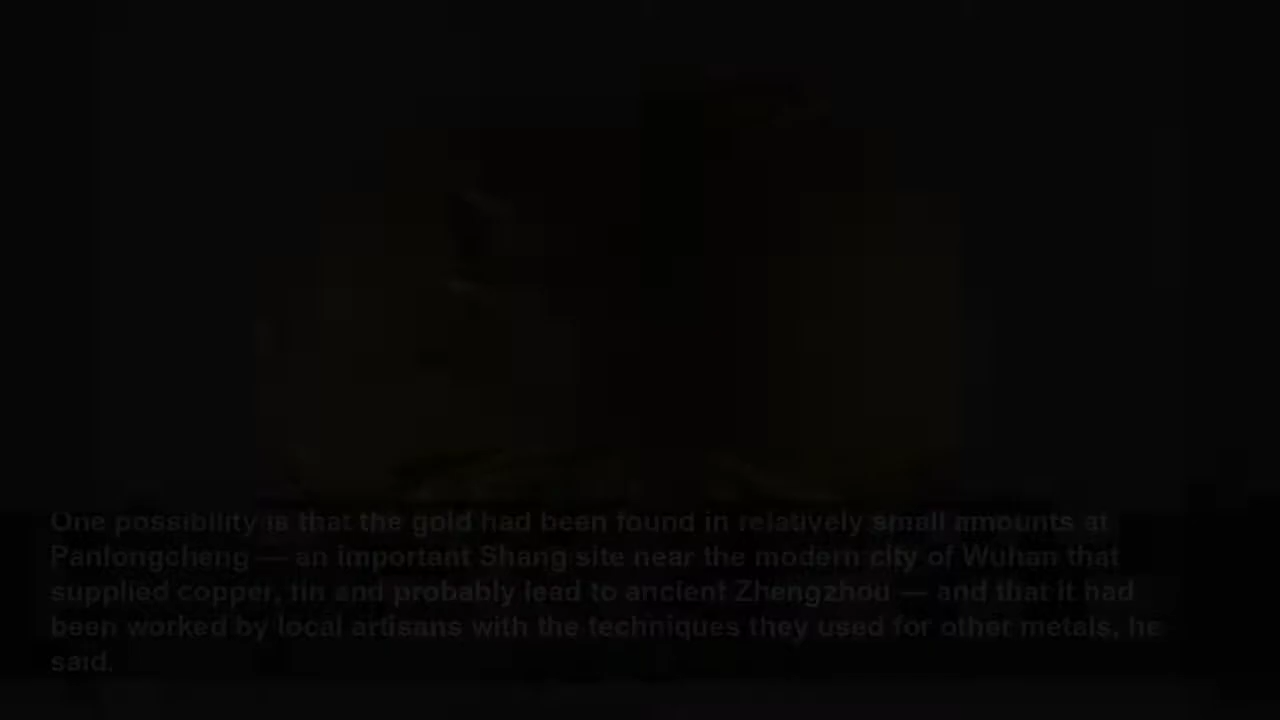 One possibility is that the gold had been found in relatively small amounts at
Panlongcheng — an important Shang site near the modern city of Wuhan that
supplied copper, tin and probably lead to ancient Zhengzhou — and that it had
been worked by local artisans with the techniques they used for other metals, he
said.